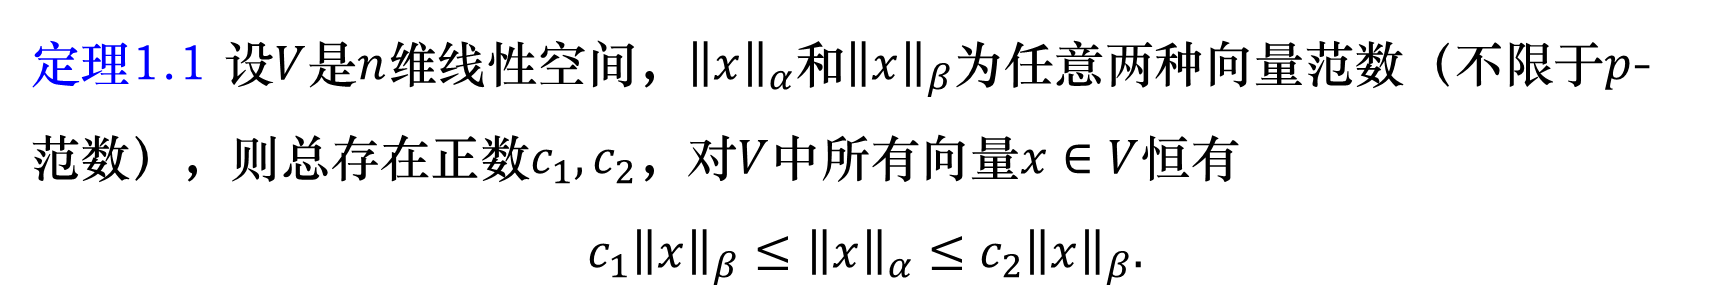 定理1.1 设V是n维线性空间，‖x‖α和‖x‖β为任意两种向量范数（不限于p-
范数），则总存在正数c₁, c₂，对V中所有向量x ∈ V恒有
c₁‖x‖β ≤ ‖x‖α ≤ c₂‖x‖β.